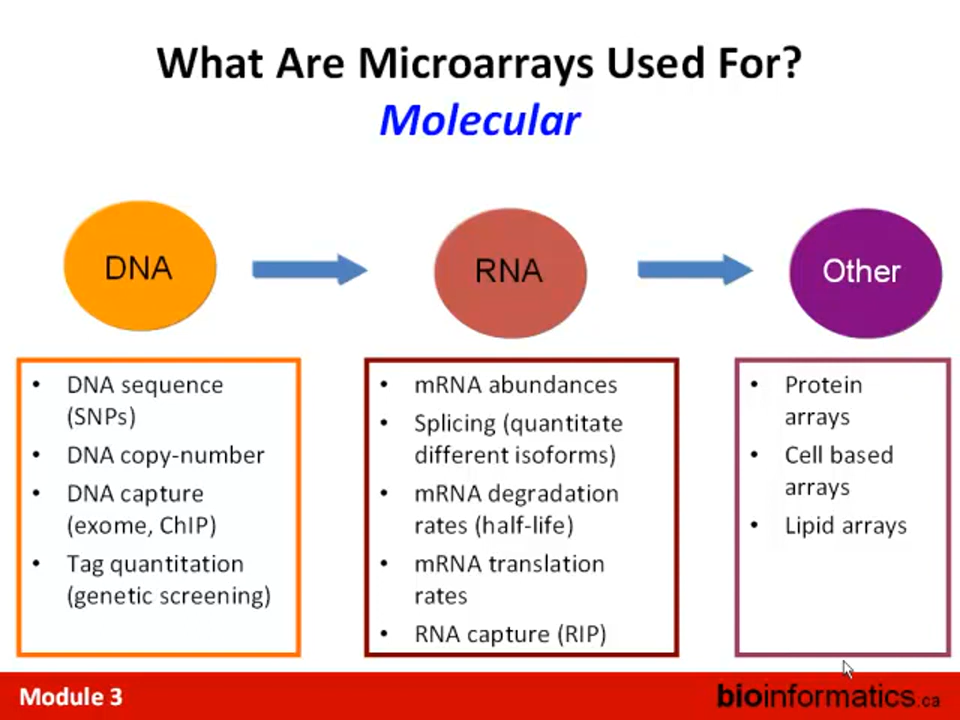 What Are Microarrays Used For?
Molecular
DNA
RNA
Other
• DNA sequence
(SNPs)
• DNA copy-number
• DNA capture
(exome, ChIP)
• Tag quantitation
(genetic screening)
• mRNA abundances
• Splicing (quantitate
different isoforms)
• mRNA degradation
rates (half-life)
• mRNA translation
rates
• RNA capture (RIP)
• Protein
arrays
• Cell based
arrays
• Lipid arrays
Module 3
bioinformatics.ca